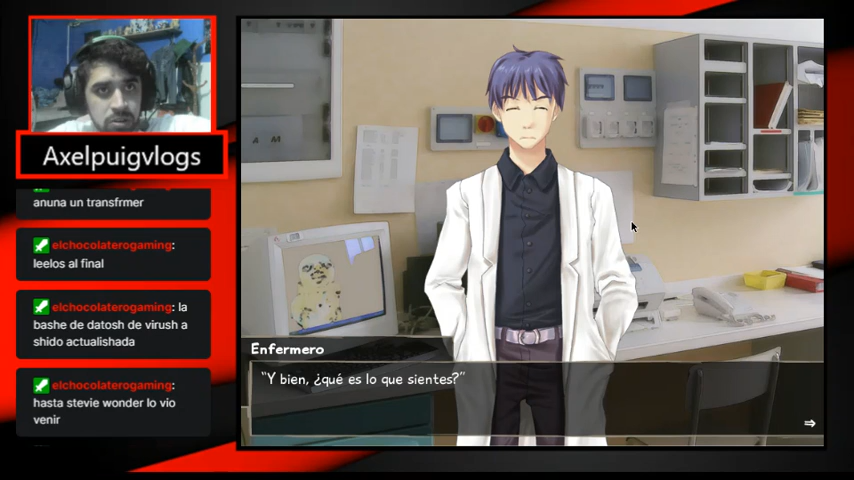 Axelpuigvlogs
anuna un transfrmer
elchocolaterogaming:
leelos al final
elchocolaterogaming: la
bashe de datosh de virush a
shido actualishada
elchocolaterogaming:
hasta stevie wonder lo vio
venir
Enfermero
“Y bien, ¿qué es lo que sientes?”